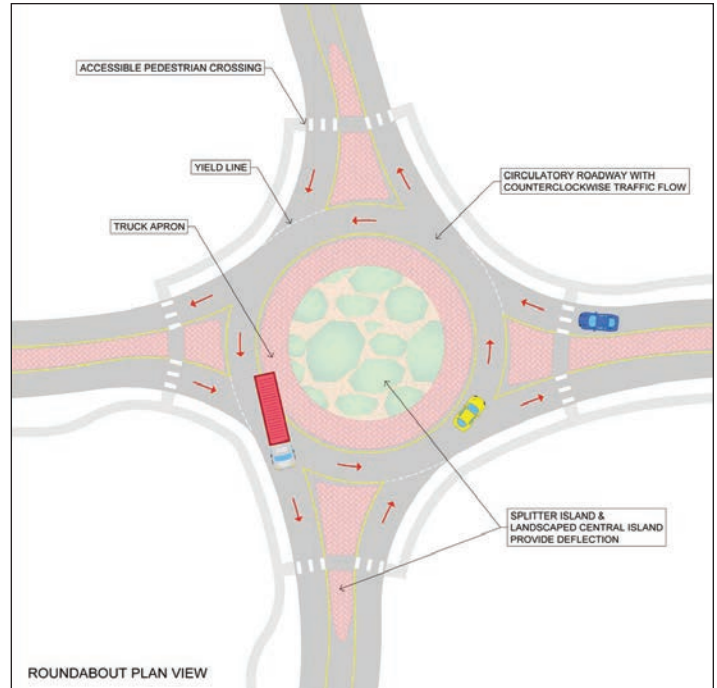 ACCESSIBLE PEDESTRIAN CROSSING
YIELD LINE
CIRCULATORY ROADWAY WITH
COUNTERCLOCKWISE TRAFFIC FLOW
TRUCK APRON
SPLITTER ISLAND &
LANDSCAPED CENTRAL ISLAND
PROVIDE DEFLECTION
ROUNDABOUT PLAN VIEW